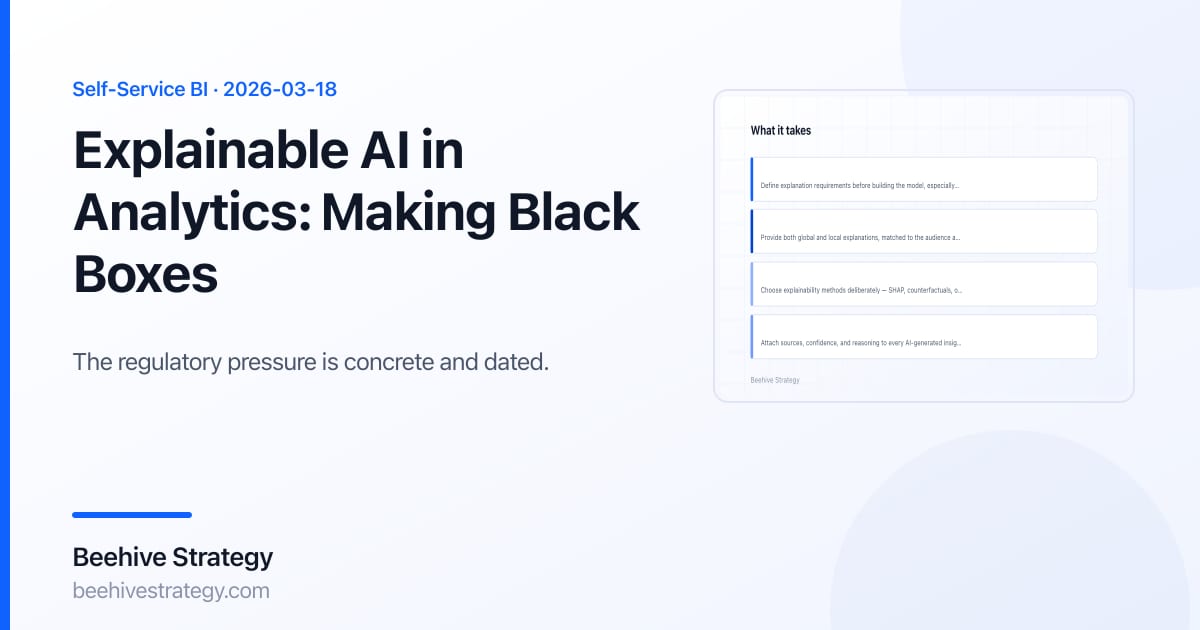 Self-Service BI · 2026-03-18
Explainable AI in
Analytics: Making Black
Boxes
The regulatory pressure is concrete and dated.
Beehive Strategy
beehivestrategy.com
What it takes
Define explanation requirements before building the model, especially...
Provide both global and local explanations, matched to the audience a...
Choose explainability methods deliberately — SHAP, counterfactuals, o...
Attach sources, confidence, and reasoning to every AI-generated insig...
Beehive Strategy